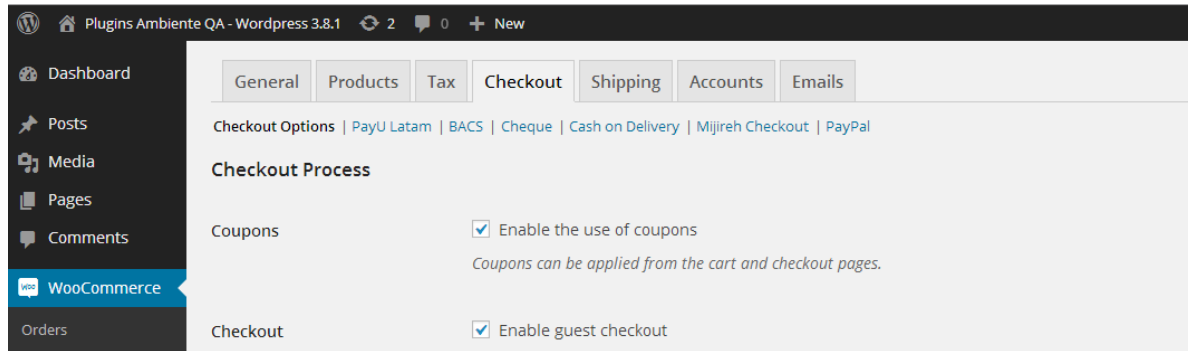 Plugins Ambiente QA - Wordpress 3.8.1 2 0 + New
Dashboard
Posts
Media
Pages
Comments
WooCommerce
Orders
General Products Tax Checkout Shipping Accounts Emails
Checkout Options | PayU Latam | BACS | Cheque | Cash on Delivery | Mijireh Checkout | PayPal
Checkout Process
Coupons Enable the use of coupons
Coupons can be applied from the cart and checkout pages.
Checkout Enable guest checkout